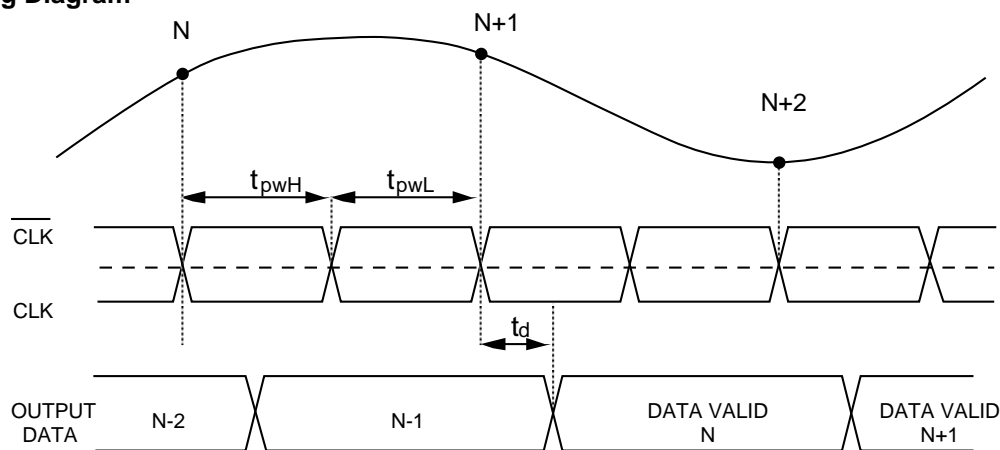 g Diagram
N
N+1
N+2
tpwH
tpwL
CLK
CLK
td
OUTPUT
DATA
N-2
N-1
DATA VALID
N
DATA VALID
N+1